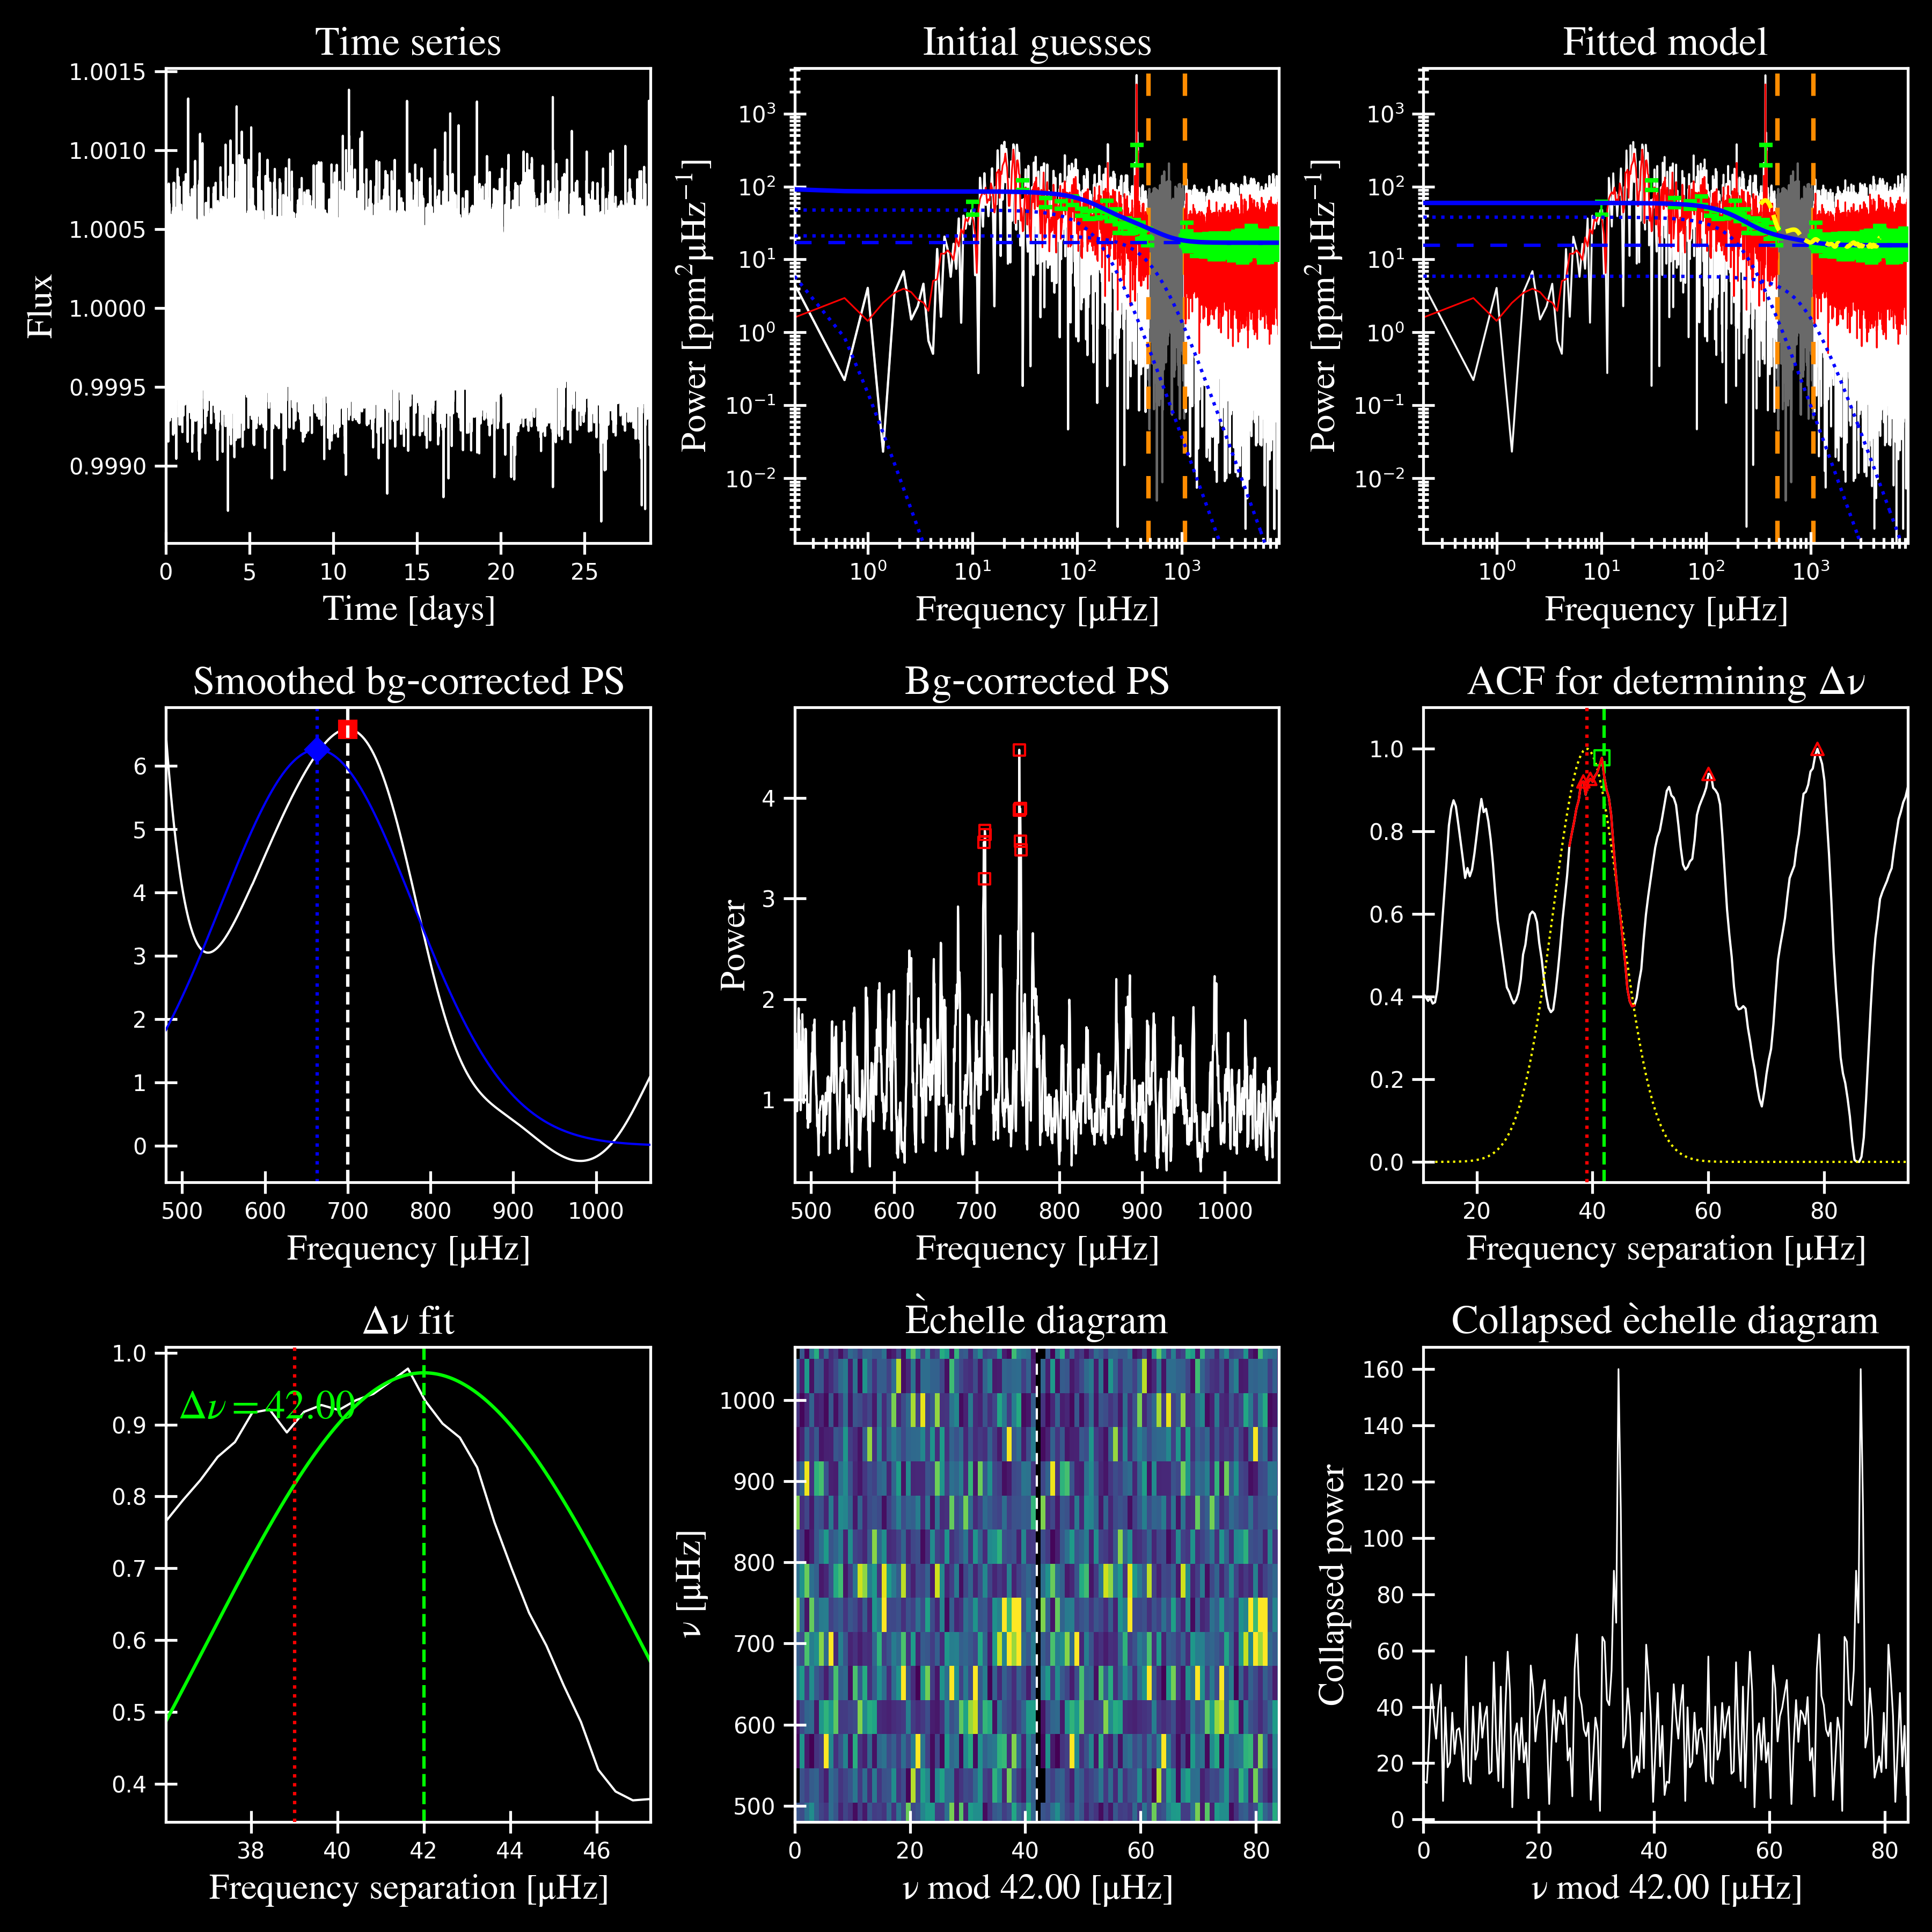 Time series
Initial guesses
Fitted model
1.0015
1.0010
1.0005
1.0000
0.9995
0.9990
Flux
0 5 10 15 20 25
Time [days]
10³
10²
10¹
10⁰
10⁻¹
10⁻²
Power [ppm² μHz⁻¹]
10⁰ 10¹ 10² 10³
Frequency [μHz]
10³
10²
10¹
10⁰
10⁻¹
10⁻²
Power [ppm² μHz⁻¹]
10⁰ 10¹ 10² 10³
Frequency [μHz]
Smoothed bg-corrected PS
Bg-corrected PS
ACF for determining Δν
6
5
4
3
2
1
0
500 600 700 800 900 1000
Frequency [μHz]
4
3
2
1
Power
500 600 700 800 900 1000
Frequency [μHz]
1.0
0.8
0.6
0.4
0.2
0.0
20 40 60 80
Frequency separation [μHz]
Δν fit
Èchelle diagram
Collapsed èchelle diagram
1.0
0.9
0.8
0.7
0.6
0.5
0.4
Δν = 42.00
38 40 42 44 46
Frequency separation [μHz]
1000
900
800
700
600
500
ν [μHz]
0 20 40 60 80
ν mod 42.00 [μHz]
160
140
120
100
80
60
40
20
0
Collapsed power
0 20 40 60 80
ν mod 42.00 [μHz]